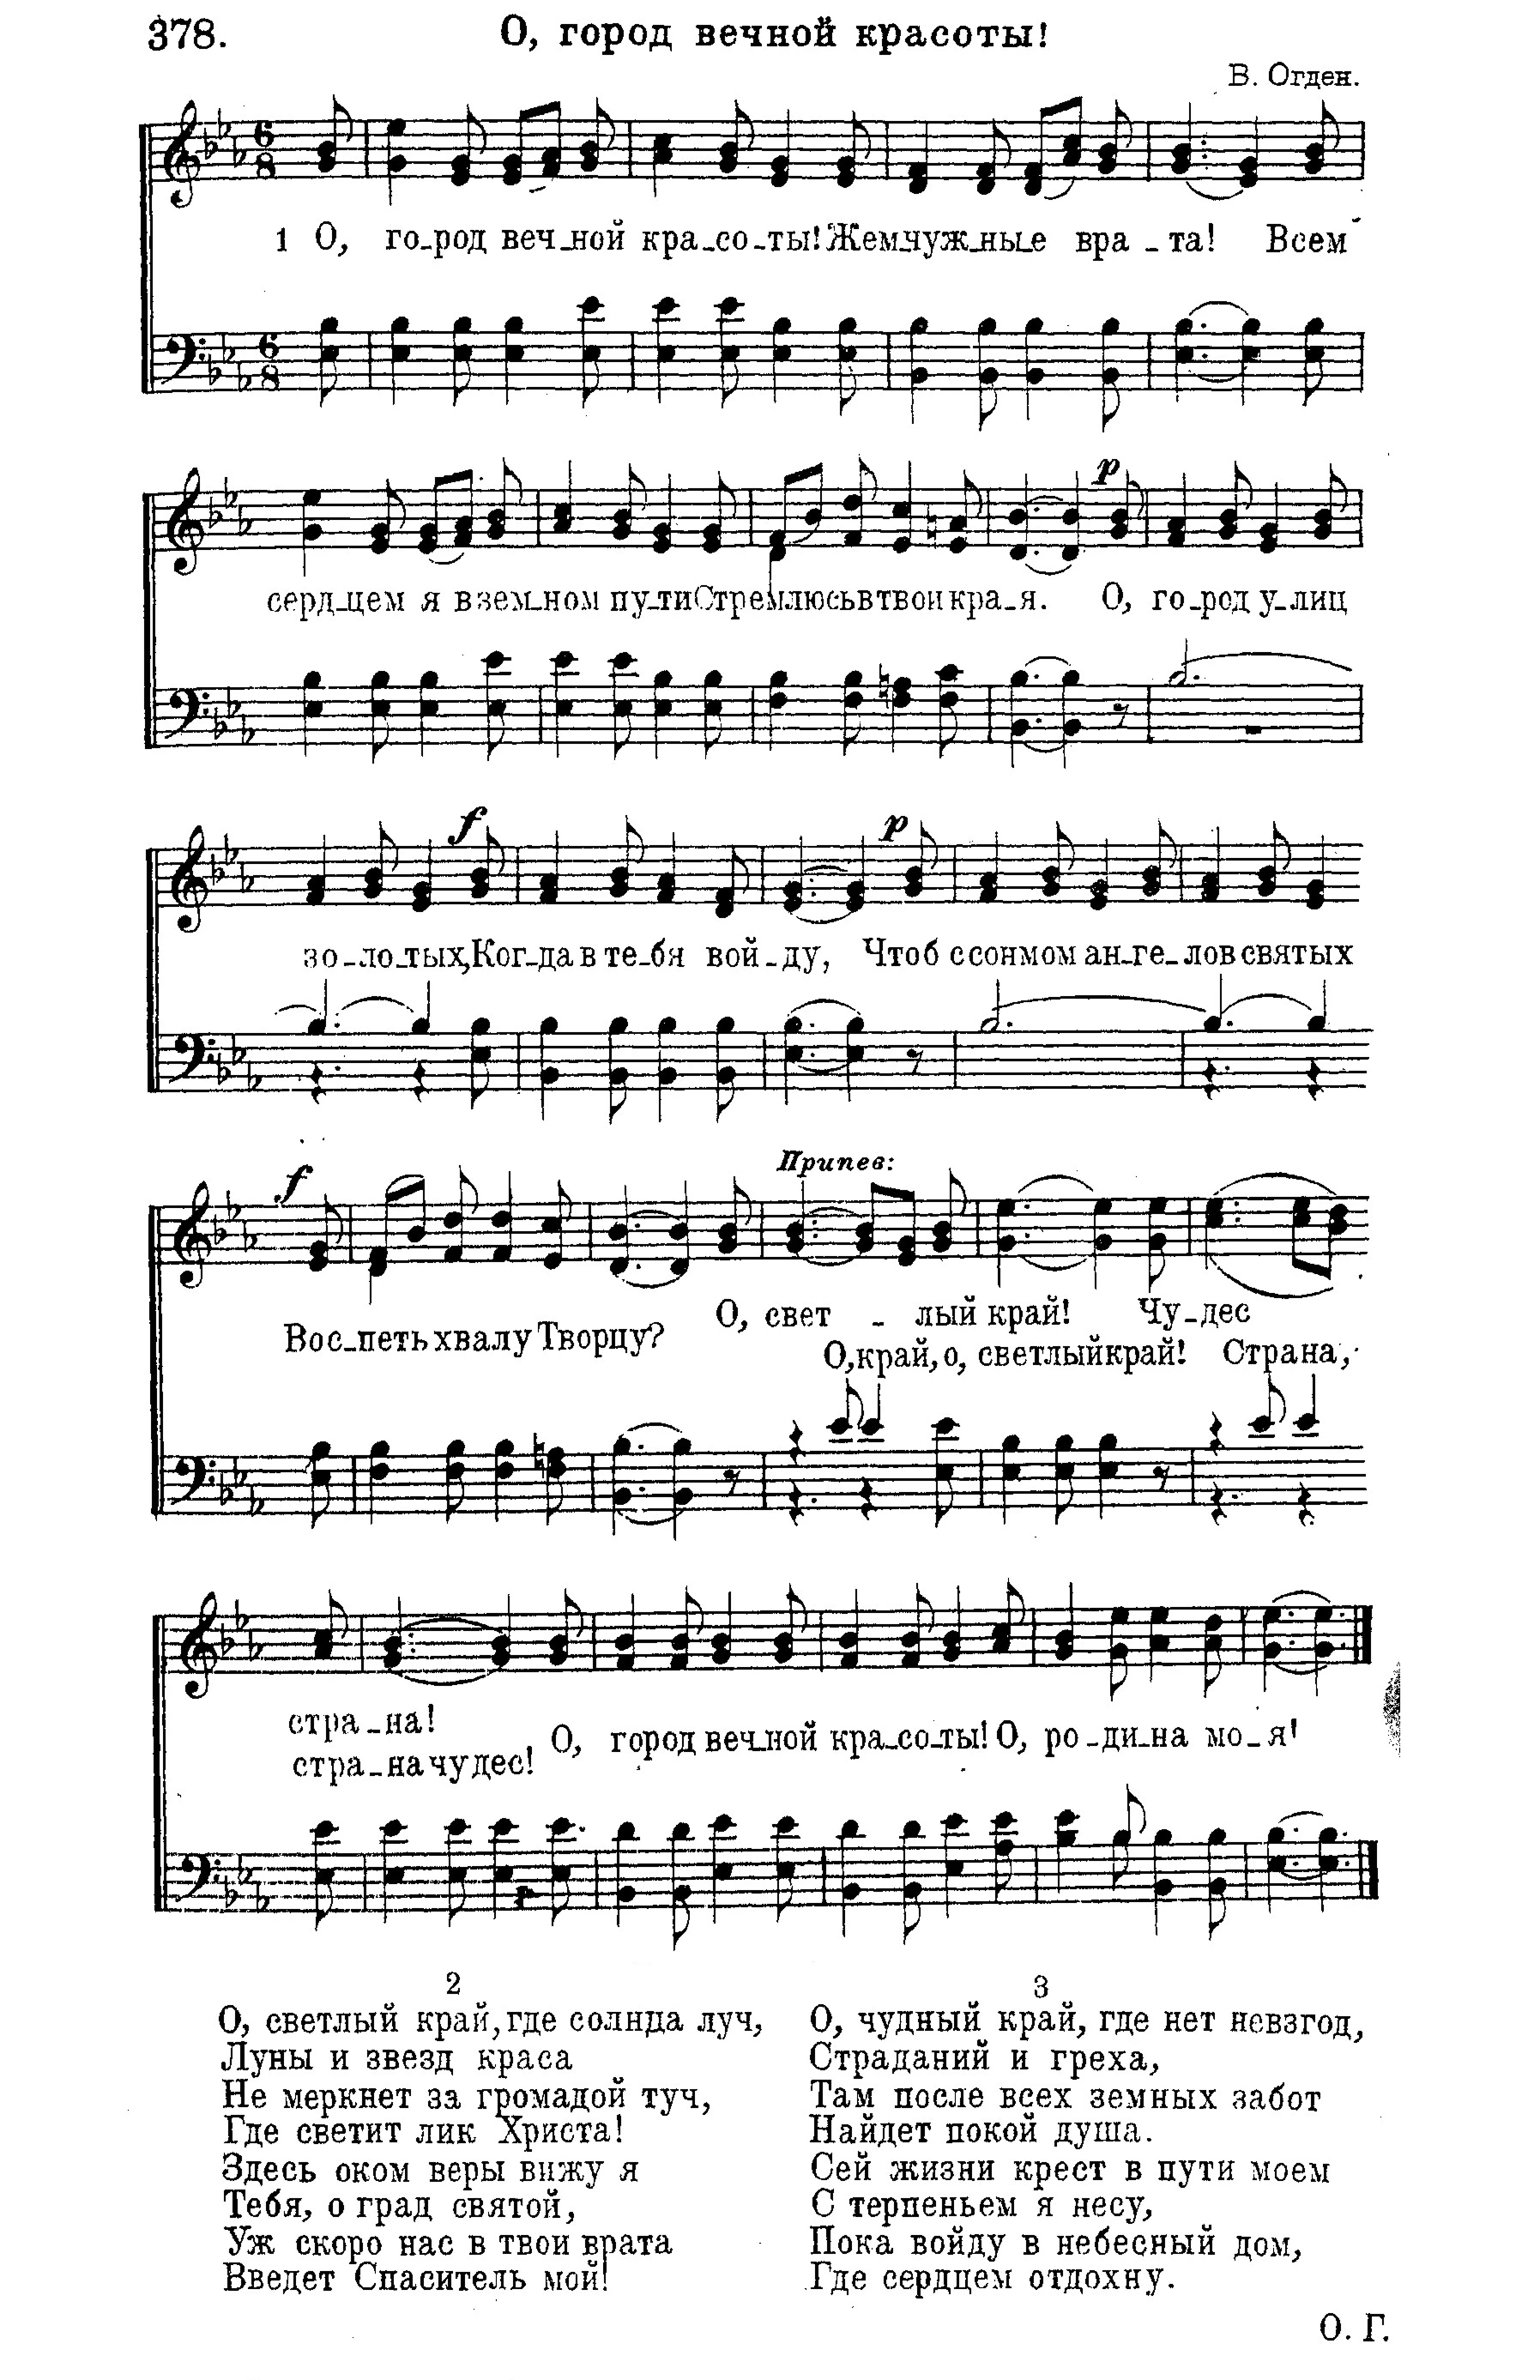 378.
О, город вечной красоты!
В. Огден.
1 О, го-род веч-ной кра-со-ты! Жем-чуж-ны-е вра-та! Всем
серд-цем я в зем-ном пу-ти Стремлюсь в твои кра-я. О, го-род у-лиц
p
f
p
зо-ло-тых, Ког-да в те-бя вой-ду, Чтоб с сонмом ан-ге-лов святых
f
Припев:
Вос-петь хвалу Творцу? О, свет - лый край! Чу-дес
О, край, о, светлый край! Страна,
стра-на! О, город веч-ной кра-со-ты! О, ро-ди-на мо-я!
стра-на чудес!
2
О, светлый край, где солнца луч,
Луны и звезд краса
Не меркнет за громадой туч,
Где светит лик Христа!
Здесь оком веры вижу я
Тебя, о град святой,
Уж скоро нас в твои врата
Введет Спаситель мой!
3
О, чудный край, где нет невзгод,
Страданий и греха,
Там после всех земных забот
Найдет покой душа.
Сей жизни крест в пути моем
С терпеньем я несу,
Пока войду в небесный дом,
Где сердцем отдохну.
О. Г.